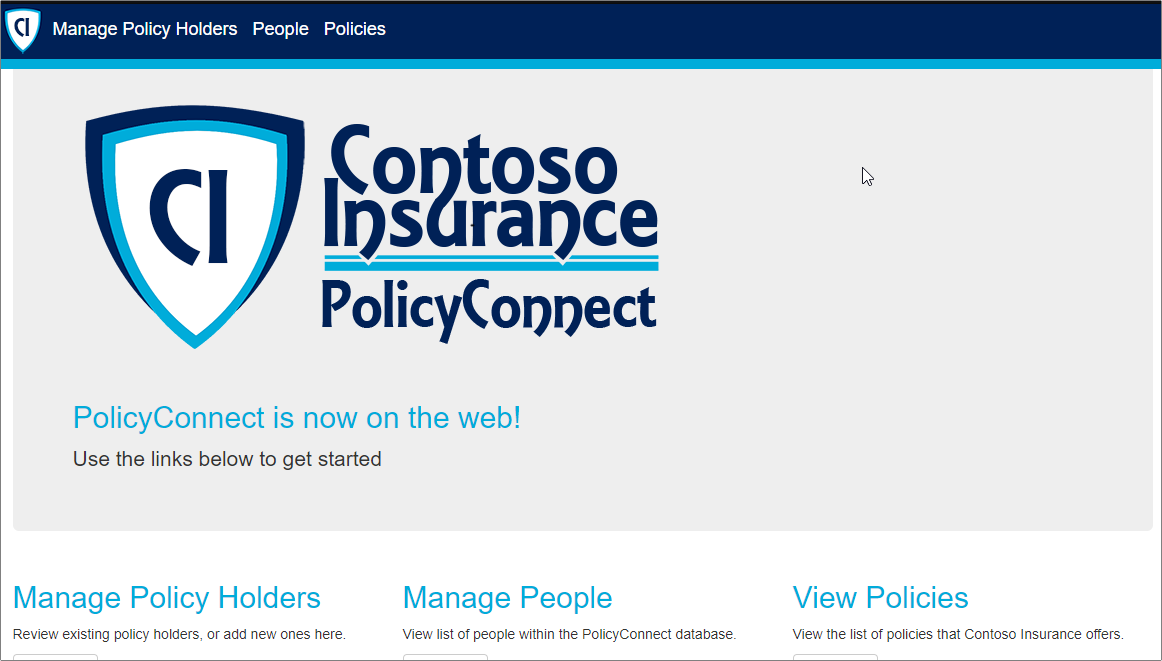 CI
Manage Policy Holders People Policies
CI
Contoso
Insurance
PolicyConnect
PolicyConnect is now on the web!
Use the links below to get started
Manage Policy Holders
Review existing policy holders, or add new ones here.
Manage People
View list of people within the PolicyConnect database.
View Policies
View the list of policies that Contoso Insurance offers.